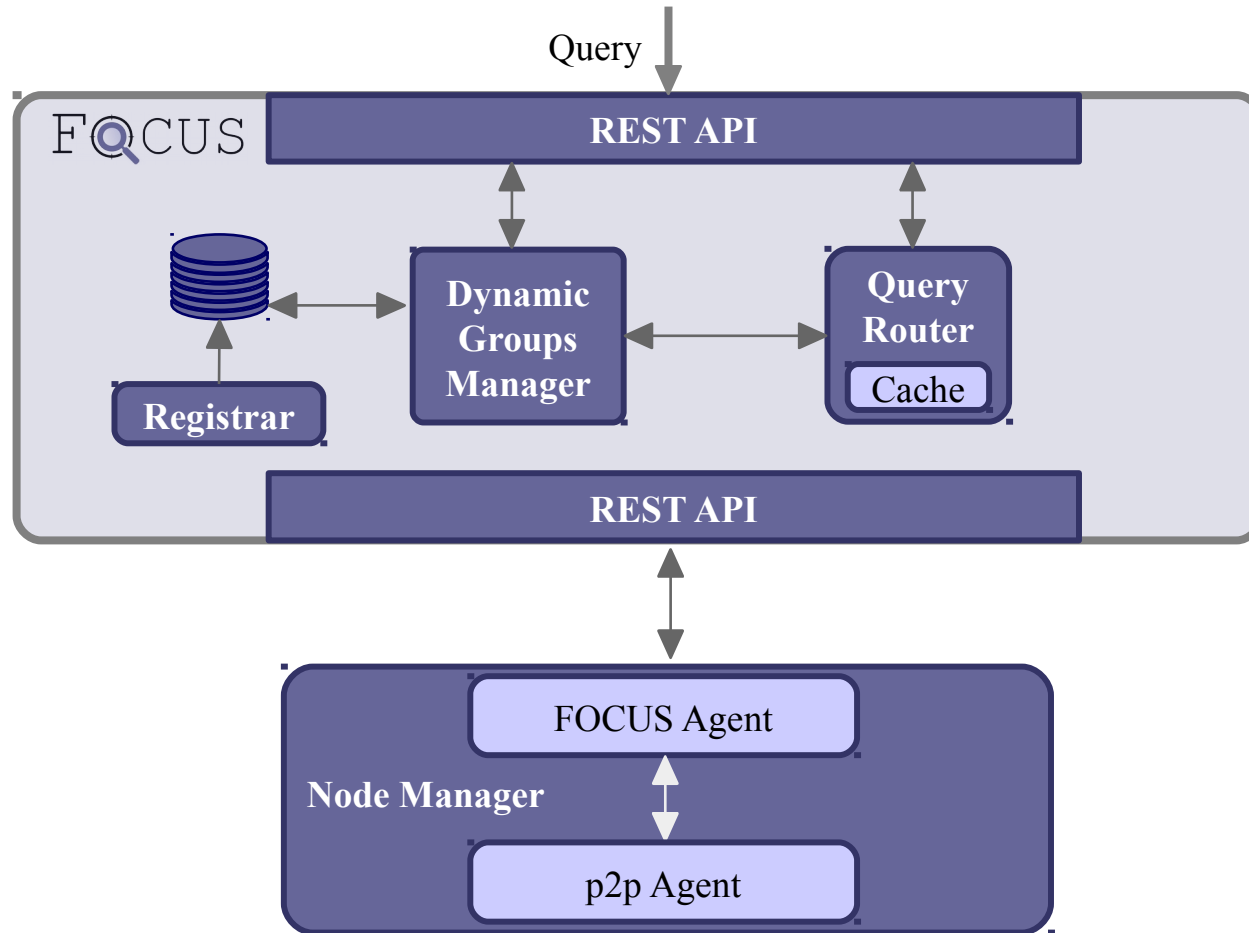 Query
FOCUS
REST API
Dynamic
Groups
Manager
Query
Router
Cache
Registrar
REST API
FOCUS Agent
Node Manager
p2p Agent